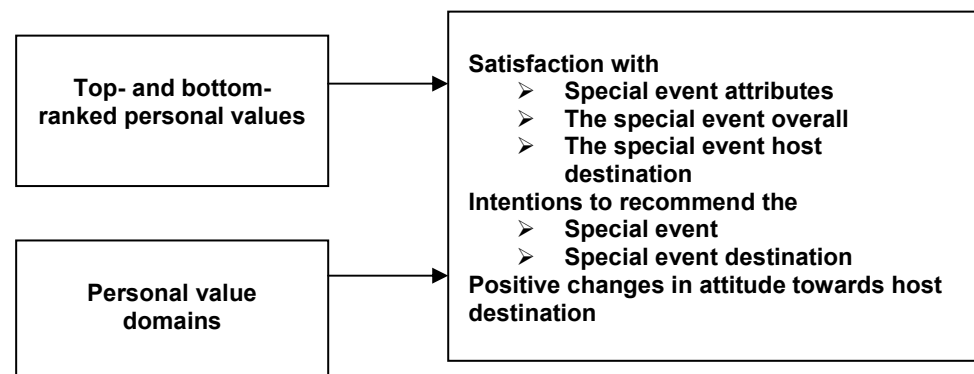 Top- and bottom-
ranked personal values
Personal value
domains
Satisfaction with
➢ Special event attributes
➢ The special event overall
➢ The special event host
destination
Intentions to recommend the
➢ Special event
➢ Special event destination
Positive changes in attitude towards host
destination